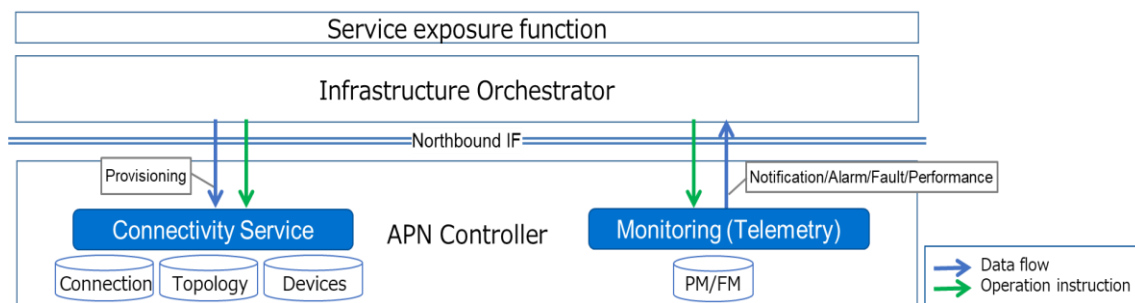 Service exposure function
Infrastructure Orchestrator
Northbound IF
Provisioning
Notification/Alarm/Fault/Performance
Connectivity Service
APN Controller
Monitoring (Telemetry)
Connection
Topology
Devices
PM/FM
Data flow
Operation instruction